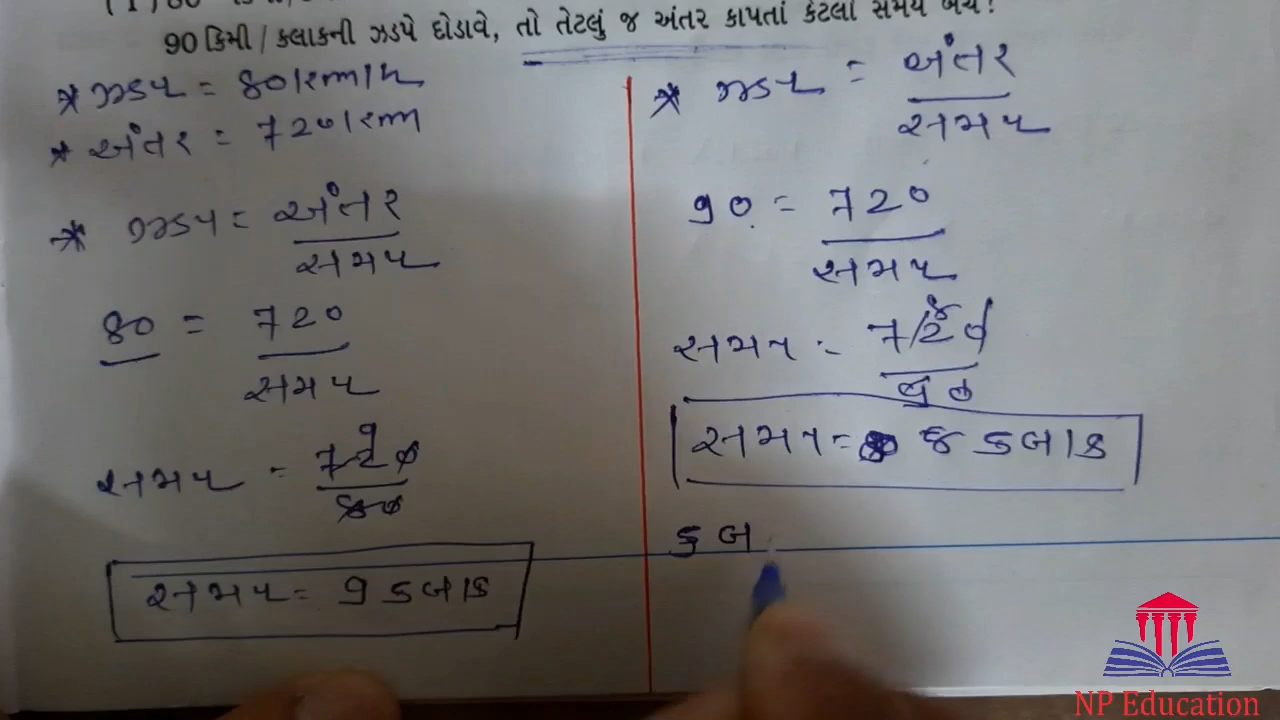 90 કિમી / કલાકની ઝડપે દોડાવે, તો તેટલું જ અંતર કાપતાં કેટલો સમય બચે?
* ઝડપ = 80 km/h
* અંતર = 720 km
* ઝડપ = અંતર
સમય
80 = 720
સમય
સમય = 720
80
સમય = 9 કલાક
* ઝડપ = અંતર
સમય
90 = 720
સમય
સમય = 720
90
સમય = 8 કલાક
કુલ
NP Education